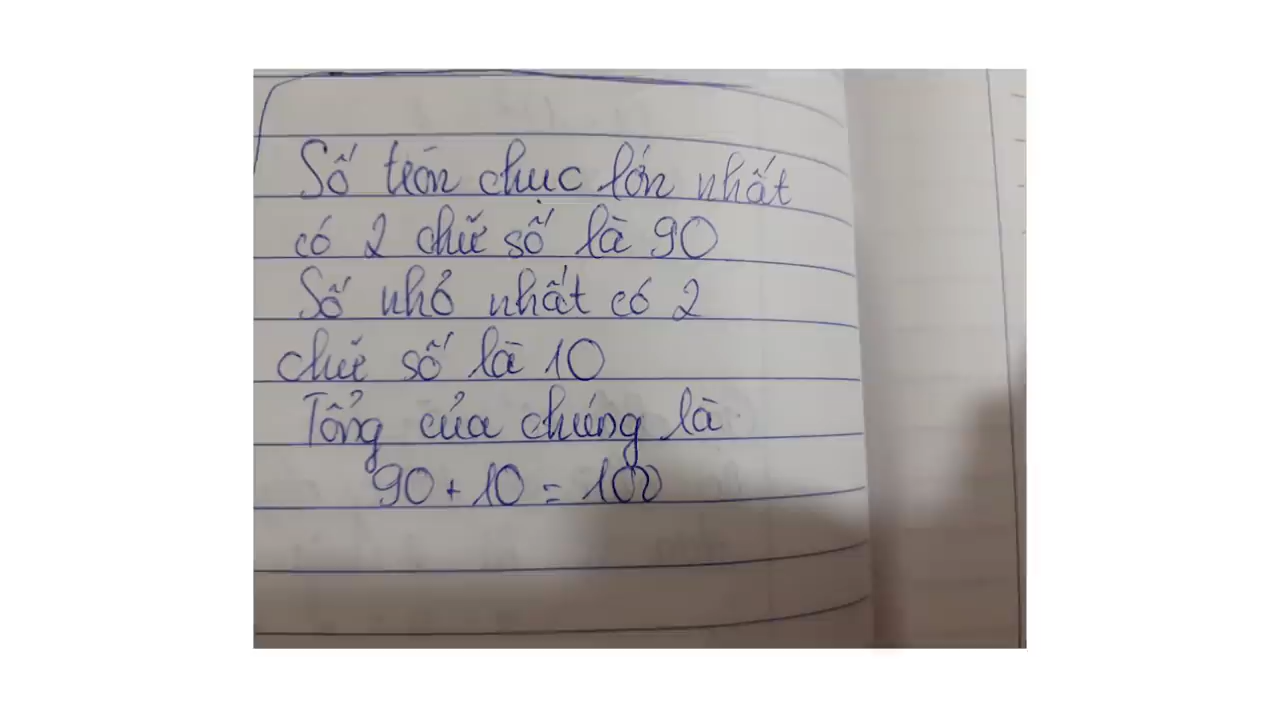 Số tròn chục lớn nhất
có 2 chữ số là 90
Số nhỏ nhất có 2
chữ số là 10
Tổng của chúng là
90 + 10 = 100